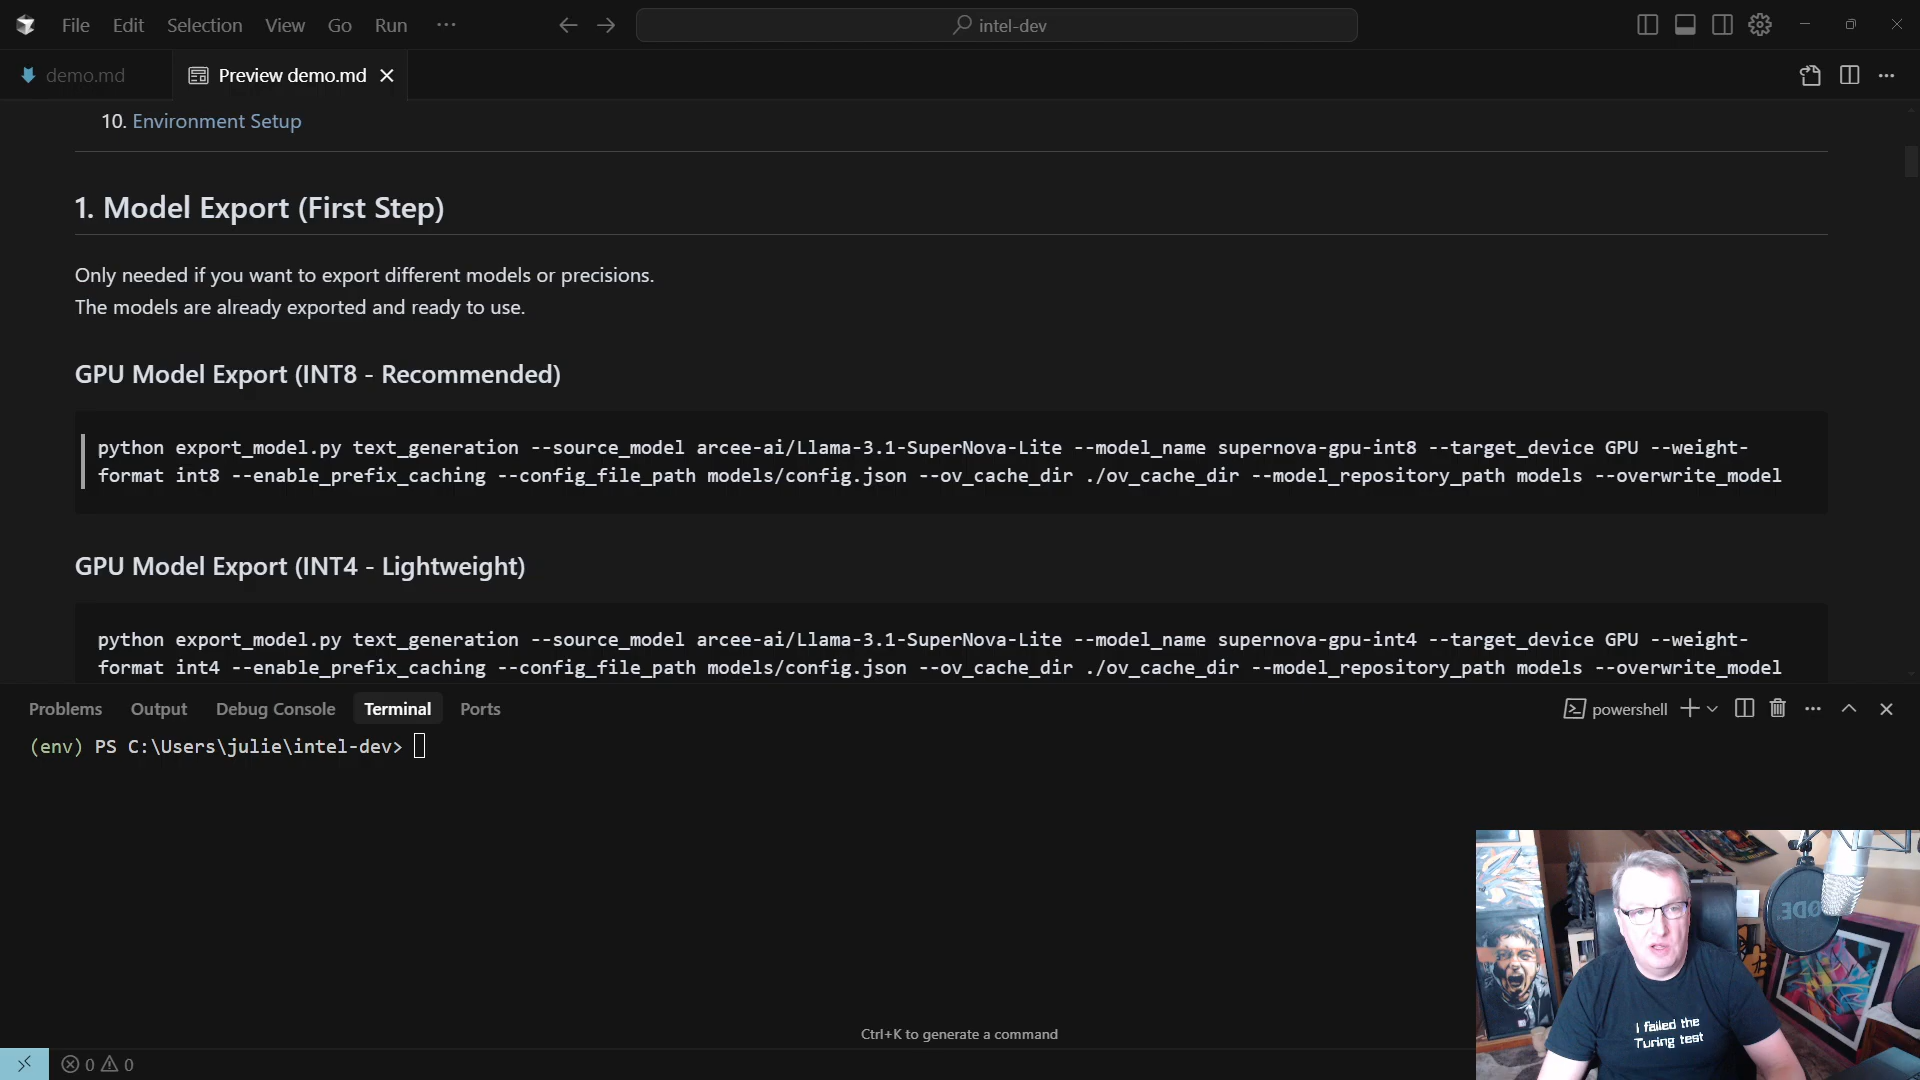 File Edit Selection View Go Run ···
intel-dev
demo.md
Preview demo.md
10. Environment Setup
1. Model Export (First Step)
Only needed if you want to export different models or precisions.
The models are already exported and ready to use.
GPU Model Export (INT8 - Recommended)
python export_model.py text_generation --source_model arcee-ai/Llama-3.1-SuperNova-Lite --model_name supernova-gpu-int8 --target_device GPU --weight-
format int8 --enable_prefix_caching --config_file_path models/config.json --ov_cache_dir ./ov_cache_dir --model_repository_path models --overwrite_model
GPU Model Export (INT4 - Lightweight)
python export_model.py text_generation --source_model arcee-ai/Llama-3.1-SuperNova-Lite --model_name supernova-gpu-int4 --target_device GPU --weight-
format int4 --enable_prefix_caching --config_file_path models/config.json --ov_cache_dir ./ov_cache_dir --model_repository_path models --overwrite_model
Problems Output Debug Console Terminal Ports
powershell
(env) PS C:\Users\julie\intel-dev>
RØDE
I failed the
Turing test
Ctrl+K to generate a command
0 0